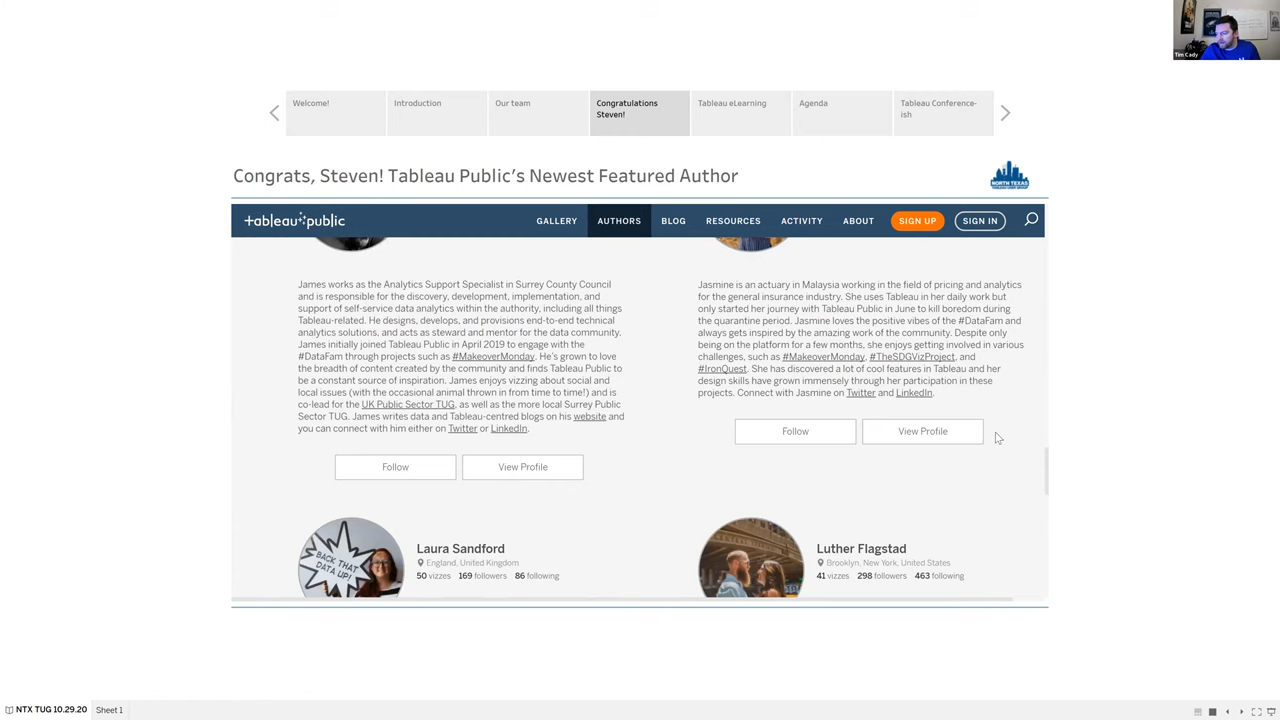 Tim Cady
Welcome!
Introduction
Our team
Congratulations
Steven!
Tableau eLearning
Agenda
Tableau Conference-
ish
Congrats, Steven! Tableau Public's Newest Featured Author
NORTH TEXAS
tableau public
GALLERY
AUTHORS
BLOG
RESOURCES
ACTIVITY
ABOUT
SIGN UP
SIGN IN
James works as the Analytics Support Specialist in Surrey County Council
and is responsible for the discovery, development, implementation, and
support of self-service data analytics within the authority, including all things
Tableau-related. He designs, develops, and provisions end-to-end technical
analytics solutions, and acts as steward and mentor for the data community.
James initially joined Tableau Public in April 2019 to engage with the
#DataFam through projects such as #MakeoverMonday. He's grown to love
the breadth of content created by the community and finds Tableau Public to
be a constant source of inspiration. James enjoys vizzing about social and
local issues (with the occasional animal thrown in from time to time!) and is
co-lead for the UK Public Sector TUG, as well as the more local Surrey Public
Sector TUG. James writes data and Tableau-centred blogs on his website and
you can connect with him either on Twitter or LinkedIn.
Follow
View Profile
Jasmine is an actuary in Malaysia working in the field of pricing and analytics
for the general insurance industry. She uses Tableau in her daily work but
only started her journey with Tableau Public in June to kill boredom during
the quarantine period. Jasmine loves the positive vibes of the #DataFam and
always gets inspired by the amazing work of the community. Despite only
being on the platform for a few months, she enjoys getting involved in various
challenges, such as #MakeoverMonday, #TheSDGVizProject, and
#IronQuest. She has discovered a lot of cool features in Tableau and her
design skills have grown immensely through her participation in these
projects. Connect with Jasmine on Twitter and LinkedIn.
Follow
View Profile
BACK THAT
DATA UP!
Laura Sandford
England, United Kingdom
50 vizzes 169 followers 86 following
Luther Flagstad
Brooklyn, New York, United States
41 vizzes 298 followers 463 following
NTX TUG 10.29.20
Sheet 1